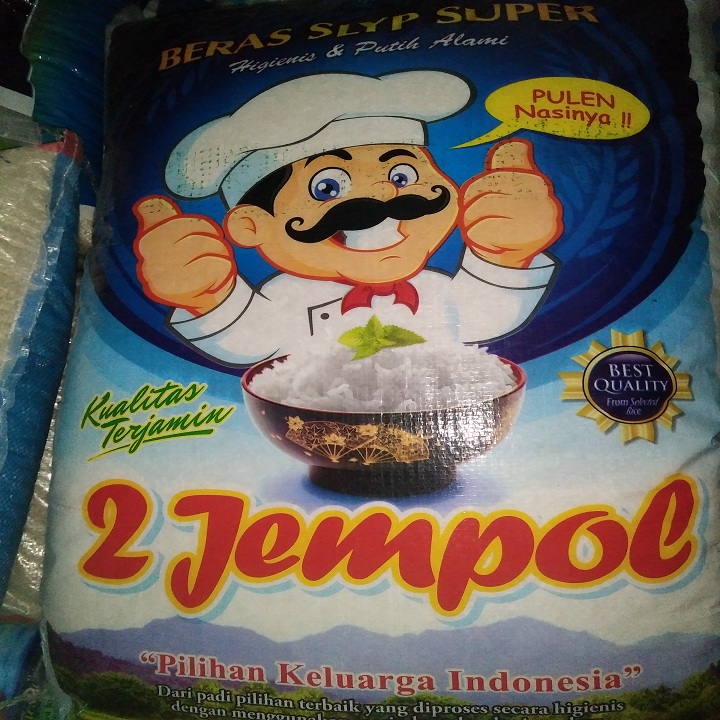 BERAS SLYP SUPER
Higienis & Putih Alami
PULEN
Nasinya !!
BEST
QUALITY
From Selected
Rice
Kualitas
Terjamin
2 Jempol
“Pilihan Keluarga Indonesia”
Dari padi pilihan terbaik yang diproses secara higienis
dengan